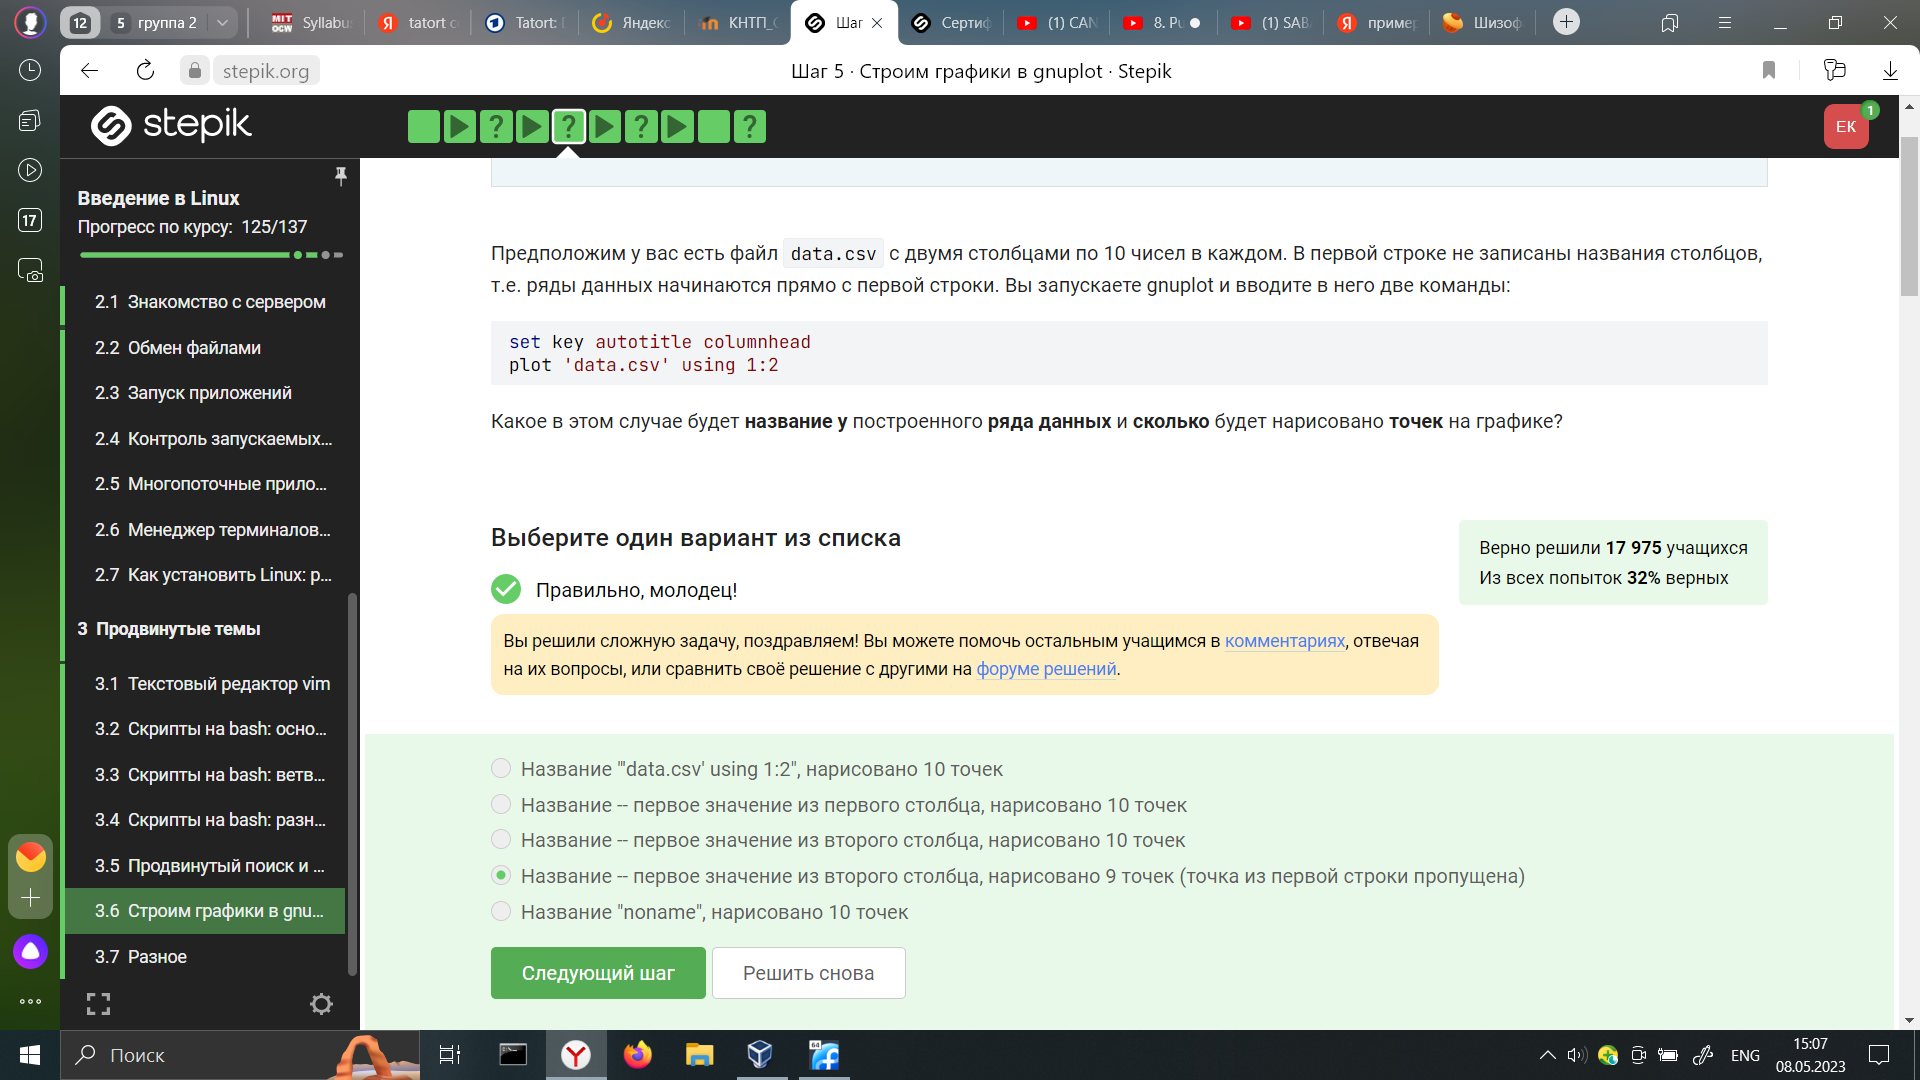 12
5 группа 2
MIT OCW Syllabu
tatort
Tatort:
Яндекс
КНТП_
Шаг
Сертиф
(1) CAN
8. Pu
(1) SAB
пример
Шизоф
stepik.org
Шаг 5 · Строим графики в gnuplot · Stepik
17
stepik
? ? ? ?
ЕК
1
Введение в Linux
Прогресс по курсу: 125/137
2.1 Знакомство с сервером
2.2 Обмен файлами
2.3 Запуск приложений
2.4 Контроль запускаемых...
2.5 Многопоточные прило...
2.6 Менеджер терминалов...
2.7 Как установить Linux: р...
3 Продвинутые темы
3.1 Текстовый редактор vim
3.2 Скрипты на bash: осно...
3.3 Скрипты на bash: ветв...
3.4 Скрипты на bash: разн...
3.5 Продвинутый поиск и ...
3.6 Строим графики в gnu...
3.7 Разное
Предположим у вас есть файл data.csv с двумя столбцами по 10 чисел в каждом. В первой строке не записаны названия столбцов,
т.е. ряды данных начинаются прямо с первой строки. Вы запускаете gnuplot и вводите в него две команды:
set key autotitle columnhead
plot 'data.csv' using 1:2
Какое в этом случае будет название у построенного ряда данных и сколько будет нарисовано точек на графике?
Выберите один вариант из списка
Правильно, молодец!
Верно решили 17 975 учащихся
Из всех попыток 32% верных
Вы решили сложную задачу, поздравляем! Вы можете помочь остальным учащимся в комментариях, отвечая
на их вопросы, или сравнить своё решение с другими на форуме решений.
Название "'data.csv' using 1:2", нарисовано 10 точек
Название -- первое значение из первого столбца, нарисовано 10 точек
Название -- первое значение из второго столбца, нарисовано 10 точек
Название -- первое значение из второго столбца, нарисовано 9 точек (точка из первой строки пропущена)
Название "noname", нарисовано 10 точек
Следующий шаг
Решить снова
Поиск
64
ENG
15:07
08.05.2023